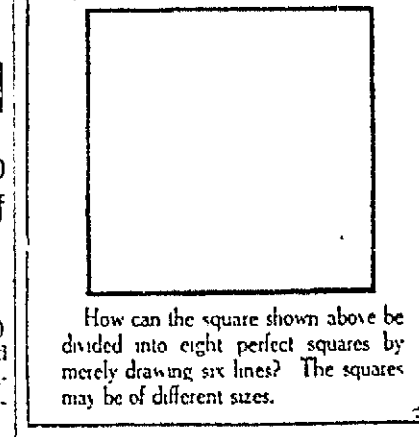 How can the square shown above be
divided into eight perfect squares by
merely drawing six lines? The squares
may be of different sizes.